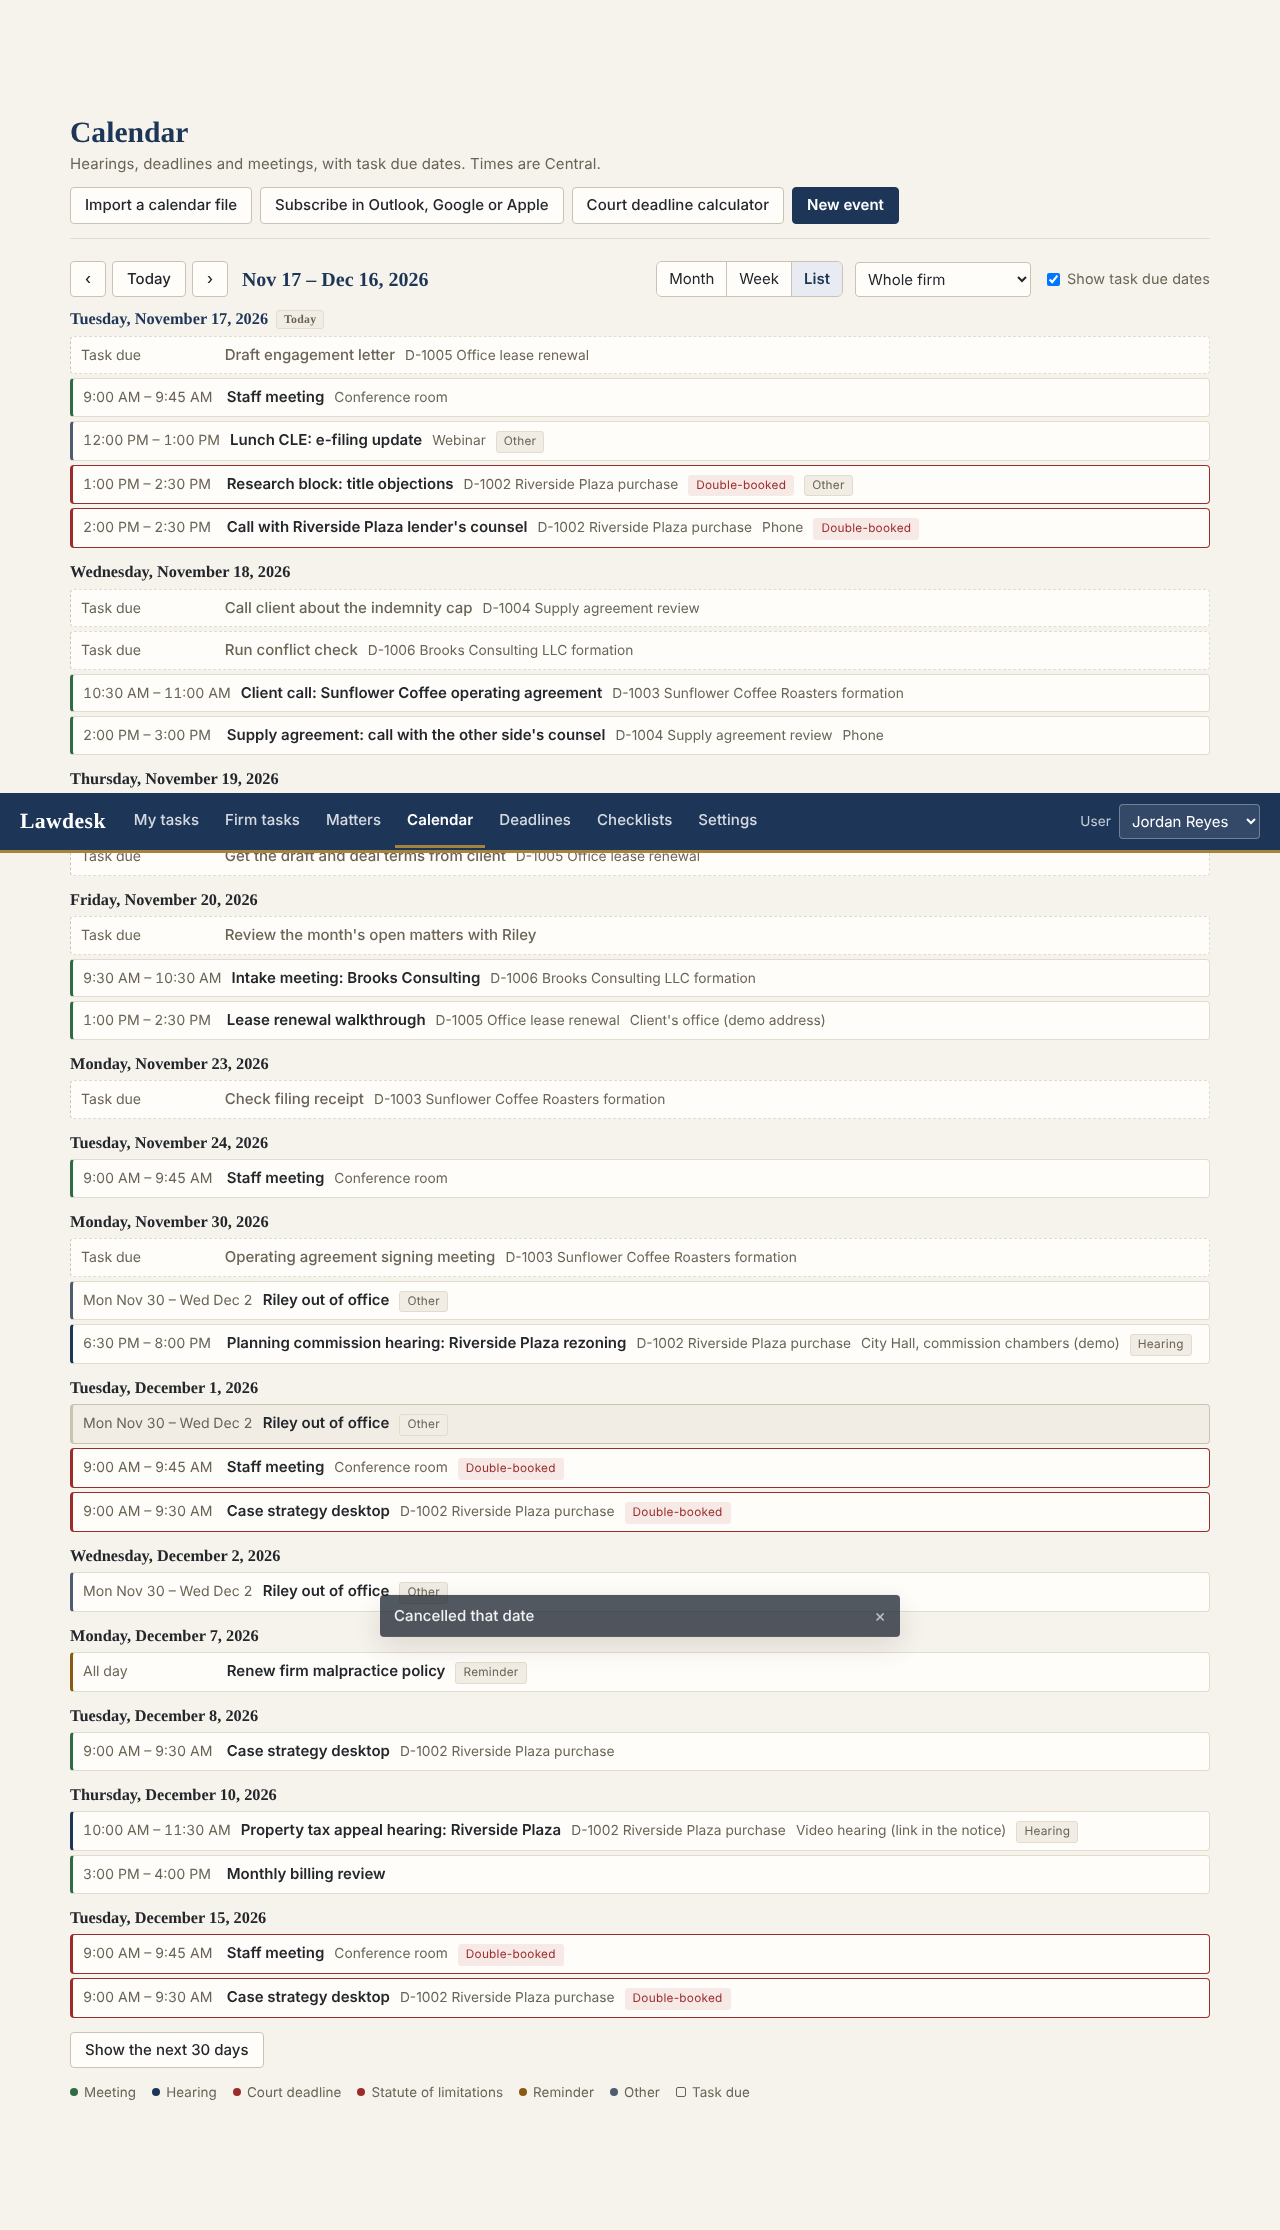 Calendar
Hearings, deadlines and meetings, with task due dates. Times are Central.
Import a calendar file Subscribe in Outlook, Google or Apple Court deadline calculator New event
‹ Today › Nov 17 – Dec 16, 2026 Month Week List Whole firm Show task due dates
Tuesday, November 17, 2026 Today
Task due Draft engagement letter D-1005 Office lease renewal
9:00 AM – 9:45 AM Staff meeting Conference room
12:00 PM – 1:00 PM Lunch CLE: e-filing update Webinar Other
1:00 PM – 2:30 PM Research block: title objections D-1002 Riverside Plaza purchase Double-booked Other
2:00 PM – 2:30 PM Call with Riverside Plaza lender's counsel D-1002 Riverside Plaza purchase Phone Double-booked
Wednesday, November 18, 2026
Task due Call client about the indemnity cap D-1004 Supply agreement review
Task due Run conflict check D-1006 Brooks Consulting LLC formation
10:30 AM – 11:00 AM Client call: Sunflower Coffee operating agreement D-1003 Sunflower Coffee Roasters formation
2:00 PM – 3:00 PM Supply agreement: call with the other side's counsel D-1004 Supply agreement review Phone
Thursday, November 19, 2026
Lawdesk My tasks Firm tasks Matters Calendar Deadlines Checklists Settings User Jordan Reyes
Task due Get the draft and deal terms from client D-1005 Office lease renewal
Friday, November 20, 2026
Task due Review the month's open matters with Riley
9:30 AM – 10:30 AM Intake meeting: Brooks Consulting D-1006 Brooks Consulting LLC formation
1:00 PM – 2:30 PM Lease renewal walkthrough D-1005 Office lease renewal Client's office (demo address)
Monday, November 23, 2026
Task due Check filing receipt D-1003 Sunflower Coffee Roasters formation
Tuesday, November 24, 2026
9:00 AM – 9:45 AM Staff meeting Conference room
Monday, November 30, 2026
Task due Operating agreement signing meeting D-1003 Sunflower Coffee Roasters formation
Mon Nov 30 – Wed Dec 2 Riley out of office Other
6:30 PM – 8:00 PM Planning commission hearing: Riverside Plaza rezoning D-1002 Riverside Plaza purchase City Hall, commission chambers (demo) Hearing
Tuesday, December 1, 2026
Mon Nov 30 – Wed Dec 2 Riley out of office Other
9:00 AM – 9:45 AM Staff meeting Conference room Double-booked
9:00 AM – 9:30 AM Case strategy desktop D-1002 Riverside Plaza purchase Double-booked
Wednesday, December 2, 2026
Mon Nov 30 – Wed Dec 2 Riley out of office Other
Cancelled that date ×
Monday, December 7, 2026
All day Renew firm malpractice policy Reminder
Tuesday, December 8, 2026
9:00 AM – 9:30 AM Case strategy desktop D-1002 Riverside Plaza purchase
Thursday, December 10, 2026
10:00 AM – 11:30 AM Property tax appeal hearing: Riverside Plaza D-1002 Riverside Plaza purchase Video hearing (link in the notice) Hearing
3:00 PM – 4:00 PM Monthly billing review
Tuesday, December 15, 2026
9:00 AM – 9:45 AM Staff meeting Conference room Double-booked
9:00 AM – 9:30 AM Case strategy desktop D-1002 Riverside Plaza purchase Double-booked
Show the next 30 days
Meeting Hearing Court deadline Statute of limitations Reminder Other Task due